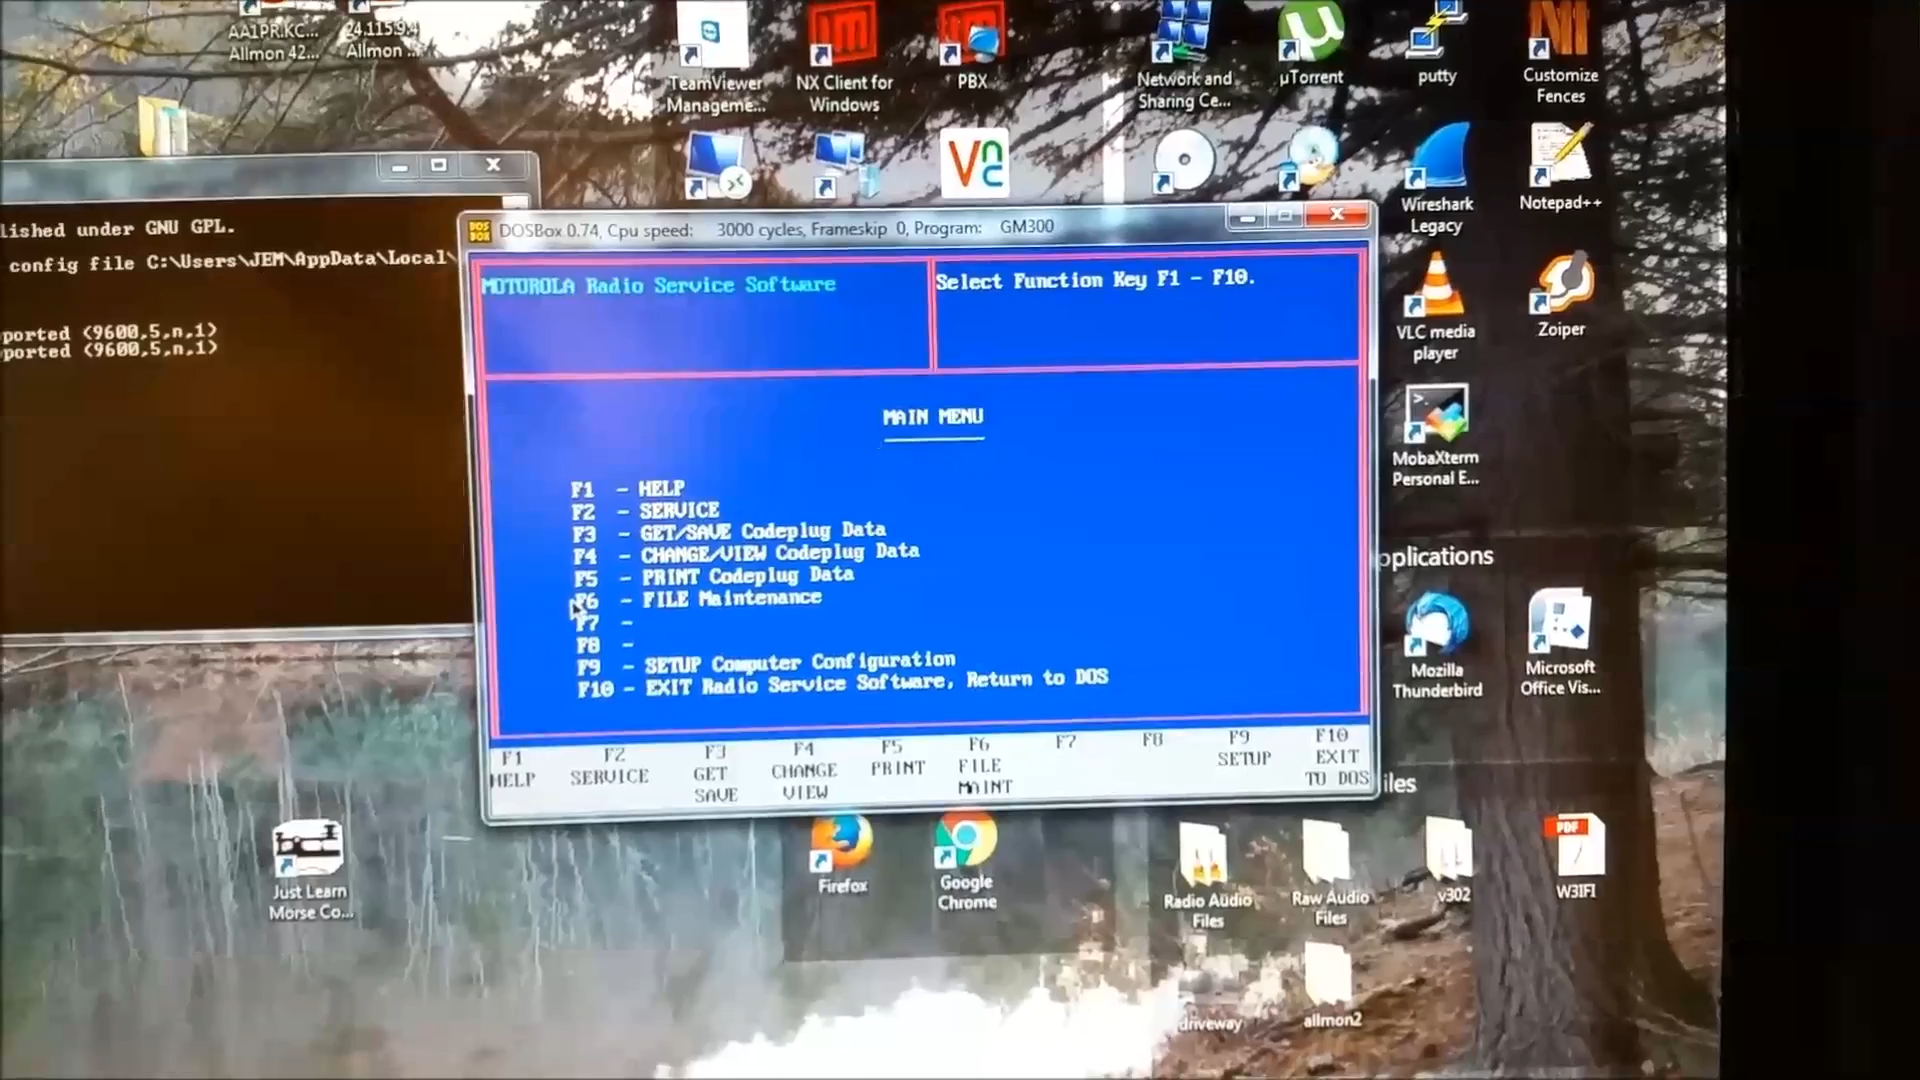 AA1PR.KC...
Allmon 42...
24.115.9.4
Allmon ...
TeamViewer
Manageme...
NX Client for
Windows
PBX
Network and
Sharing Ce...
µTorrent
putty
Customize
Fences
Wireshark
Legacy
Notepad++
VLC media
player
Zoiper
MobaXterm
Personal E...
pplications
Mozilla
Thunderbird
Microsoft
Office Vis...
iles
lished under GNU GPL.
config file C:\Users\JEM\AppData\Local\
ported (9600,5,n,1)
ported (9600,5,n,1)
DOSBox 0.74, Cpu speed: 3000 cycles, Frameskip 0, Program: GM300
MOTOROLA Radio Service Software
Select Function Key F1 - F10.
MAIN MENU
F1 - HELP
F2 - SERVICE
F3 - GET/SAVE Codeplug Data
F4 - CHANGE/VIEW Codeplug Data
F5 - PRINT Codeplug Data
F6 - FILE Maintenance
F7 -
F8 -
F9 - SETUP Computer Configuration
F10 - EXIT Radio Service Software, Return to DOS
F1 F2 F3 F4 F5 F6 F7 F8 F9 F10
HELP SERVICE GET CHANGE PRINT FILE SETUP EXIT
SAVE VIEW MAINT TO DOS
Just Learn
Morse Co...
Firefox
Google
Chrome
Radio Audio
Files
Raw Audio
Files
v302
PDF
W3IFI
driveway
allmon2